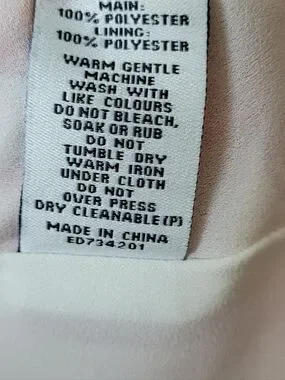 MAIN:
100% POLYESTER
LINING:
100% POLYESTER
WARM GENTLE
MACHINE
WASH WITH
LIKE COLOURS
DO NOT BLEACH,
SOAK OR RUB
DO NOT
TUMBLE DRY
WARM IRON
UNDER CLOTH
DO NOT
OVER PRESS
DRY CLEANABLE(P)
MADE IN CHINA
ED734201